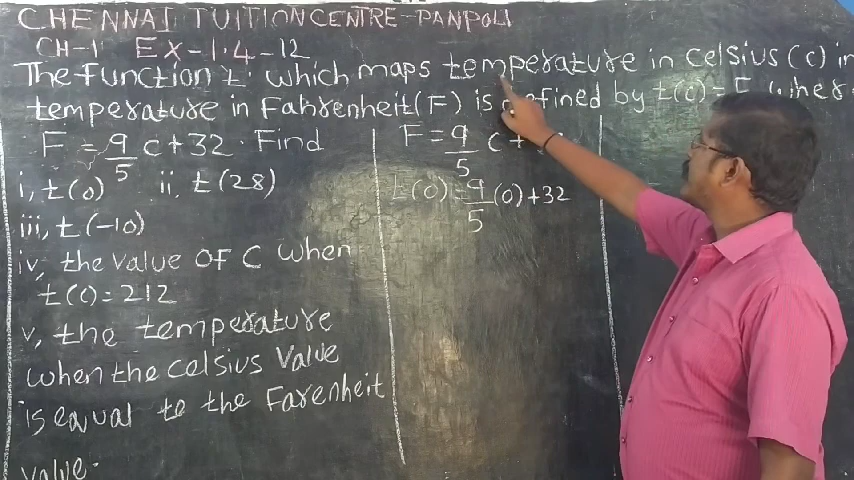 CHENNAI TUITION CENTRE-PANPOLI
CH-1 EX-1.4-12
The function t. which maps temperature in Celsius (C) in
temperature in Fahrenheit (F) is defined by t(c) = F where
F = 9/5 C+32. Find
i, t(0) ii. t(28)
iii, t(-10)
iv, the value OF C when
t(c)=212
v, the temperature
when the celsius Value
is equal to the Farenheit
value.
F = 9/5 C +
t(0) = 9/5 (0) +32